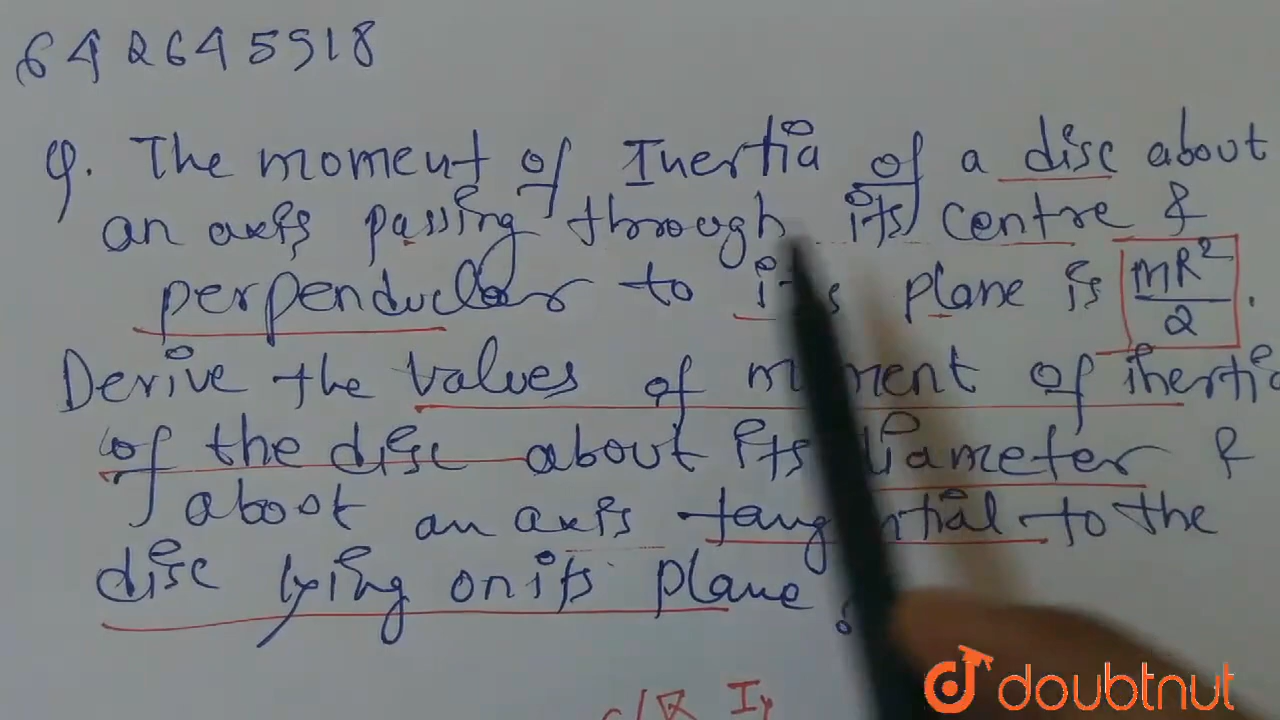 642645518
Q. The moment of Inertia of a disc about
an axis passing through its centre &
perpendicular to its plane is mR²/2.
Derive the values of moment of inertia
of the disc about its diameter &
about an axis tangential to the
disc lying on its plane.
I
doubtnut